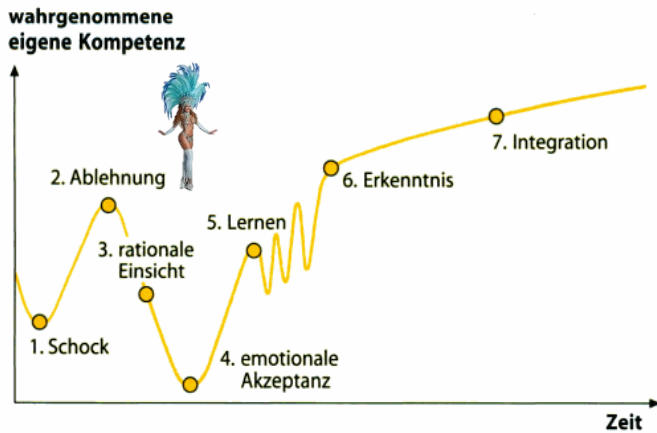 wahrgenommene
eigene Kompetenz
2. Ablehnung
3. rationale
Einsicht
1. Schock
5. Lernen
4. emotionale
Akzeptanz
6. Erkenntnis
7. Integration
Zeit